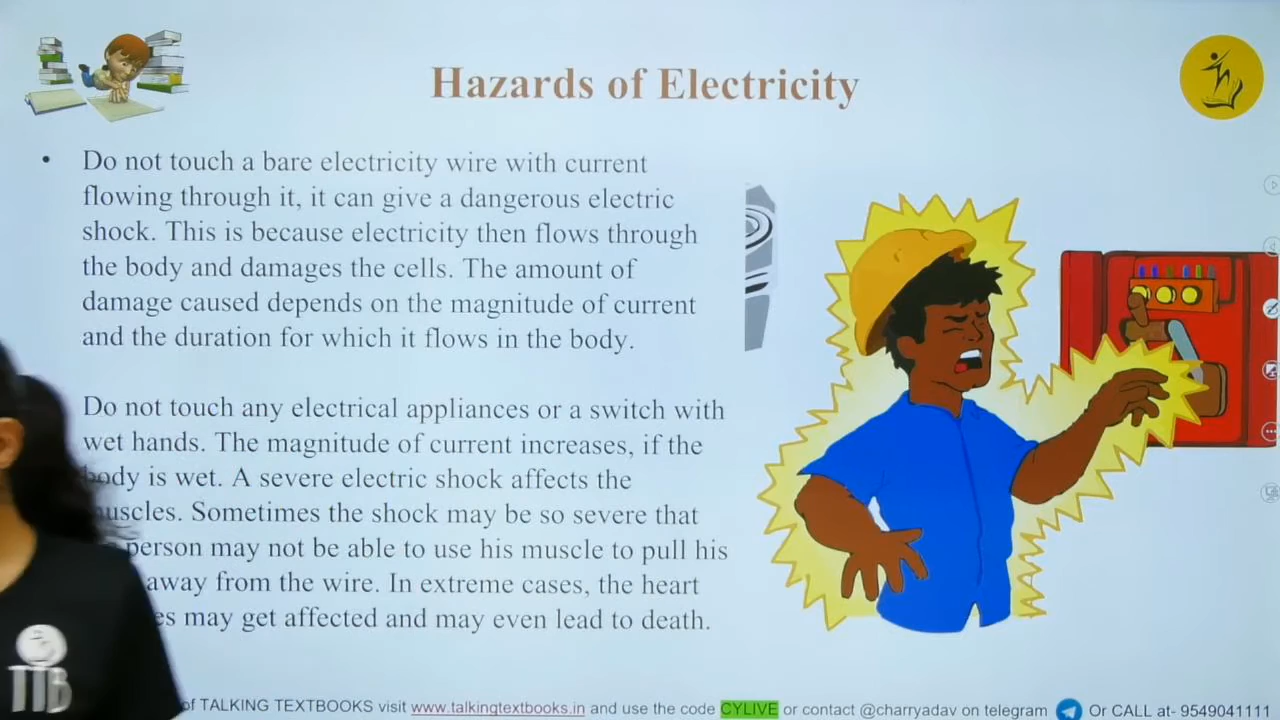 Hazards of Electricity
• Do not touch a bare electricity wire with current
flowing through it, it can give a dangerous electric
shock. This is because electricity then flows through
the body and damages the cells. The amount of
damage caused depends on the magnitude of current
and the duration for which it flows in the body.
Do not touch any electrical appliances or a switch with
wet hands. The magnitude of current increases, if the
body is wet. A severe electric shock affects the
muscles. Sometimes the shock may be so severe that
person may not be able to use his muscle to pull his
away from the wire. In extreme cases, the heart
may get affected and may even lead to death.
TTB
of TALKING TEXTBOOKS visit www.talkingtextbooks.in and use the code CYLIVE or contact @charryadav on telegram Or CALL at- 9549041111